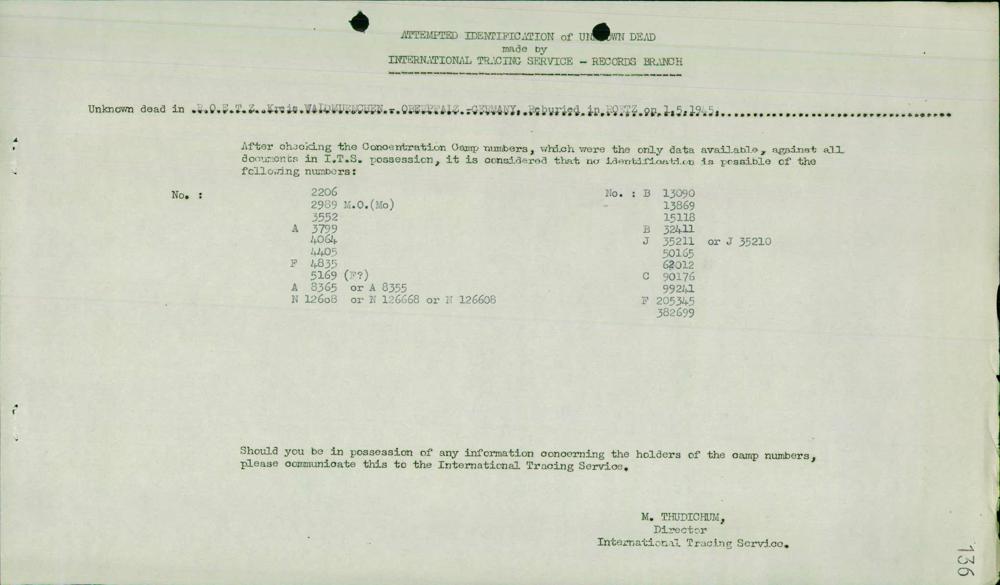 ATTEMPTED IDENTIFICATION of UNKNOWN DEAD
made by
INTERNATIONAL TRACING SERVICE - RECORDS BRANCH
Unknown dead in R.O.E.T.Z. Kreis WALDMUENCHEN - OBERPFALZ - GERMANY. Reburied in ROETZ on 1.5.1945.
After checking the Concentration Camp numbers, which were the only data available, against all
documents in I.T.S. possession, it is considered that no identification is possible of the
following numbers:
No. : 2206
2989 M.O.(Mo)
3552
A 3799
4064
4405
F 4835
5169 (F?)
A 8365 or A 8355
N 12608 or N 126668 or N 126608
No. : B 13090
13869
15118
B 32411
J 35211 or J 35210
50165
62012
C 90176
99241
F 205345
382699
Should you be in possession of any information concerning the holders of the camp numbers,
please communicate this to the International Tracing Service.
M. THUDICHUM,
Director
International Tracing Service.
136